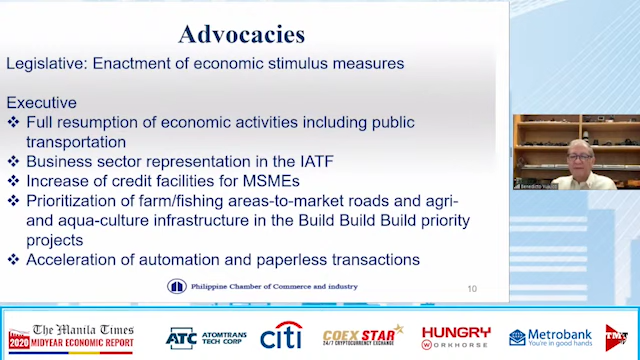 Advocacies
Legislative: Enactment of economic stimulus measures
Executive
❖ Full resumption of economic activities including public
transportation
❖ Business sector representation in the IATF
❖ Increase of credit facilities for MSMEs
❖ Prioritization of farm/fishing areas-to-market roads and agri-
and aqua-culture infrastructure in the Build Build Build priority
projects
❖ Acceleration of automation and paperless transactions
Philippine Chamber of Commerce and industry
10
Benedicto
The Manila Times
2020 MIDYEAR ECONOMIC REPORT
ATC
ATOMTRANS
TECH CORP
citi
COEXSTAR
24/7 CRYPTOCURRENCY EXCHANGE
HUNGRY
WORKHORSE
Metrobank
You're in good hands